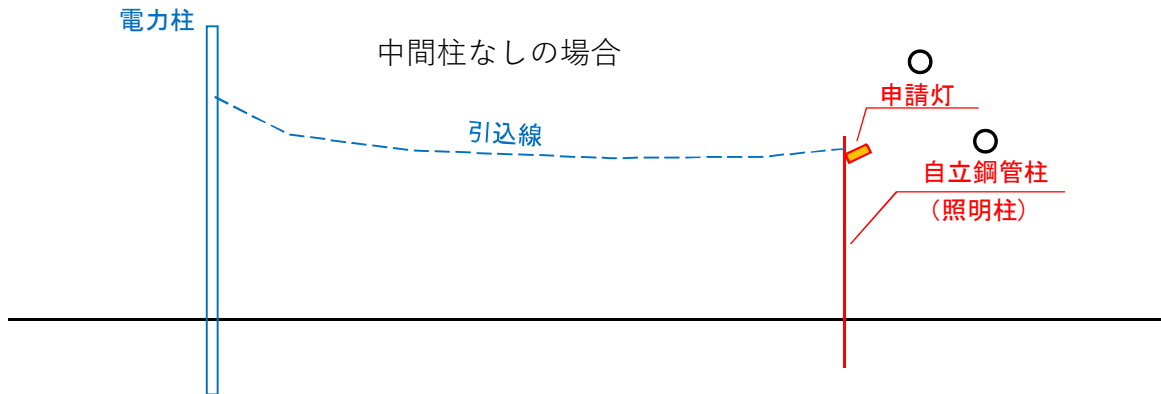 電力柱
中間柱なしの場合
申請灯
引込線
自立鋼管柱
（照明柱）